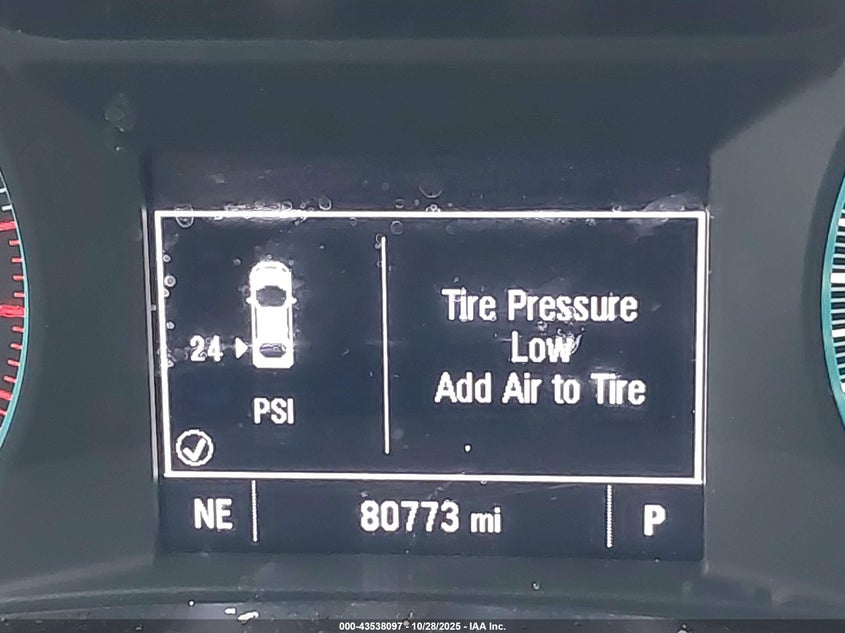 Tire Pressure
Low
Add Air to Tire
24
PSI
NE
80773 mi
P
000-43538097 - 10/28/2025 - IAA Inc.